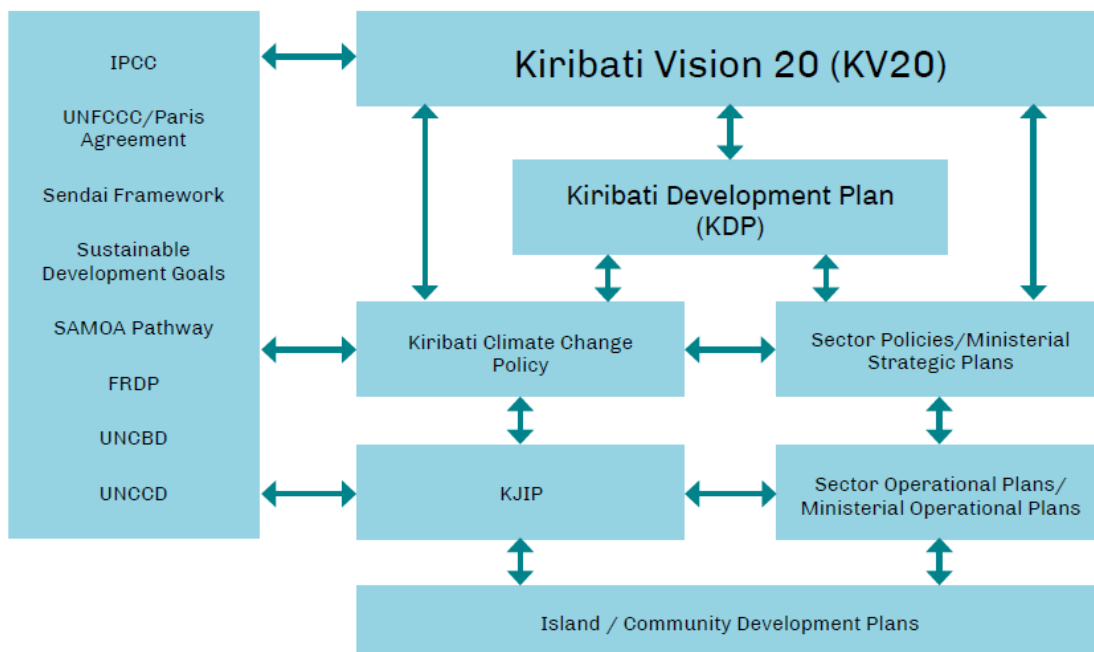 IPCC
UNFCCC/Paris
Agreement
Sendai Framework
Sustainable
Development Goals
SAMOA Pathway
FRDP
UNCBD
UNCCD
Kiribati Vision 20 (KV20)
Kiribati Development Plan
(KDP)
Kiribati Climate Change
Policy
Sector Policies/Ministerial
Strategic Plans
KJIP
Sector Operational Plans/
Ministerial Operational Plans
Island / Community Development Plans